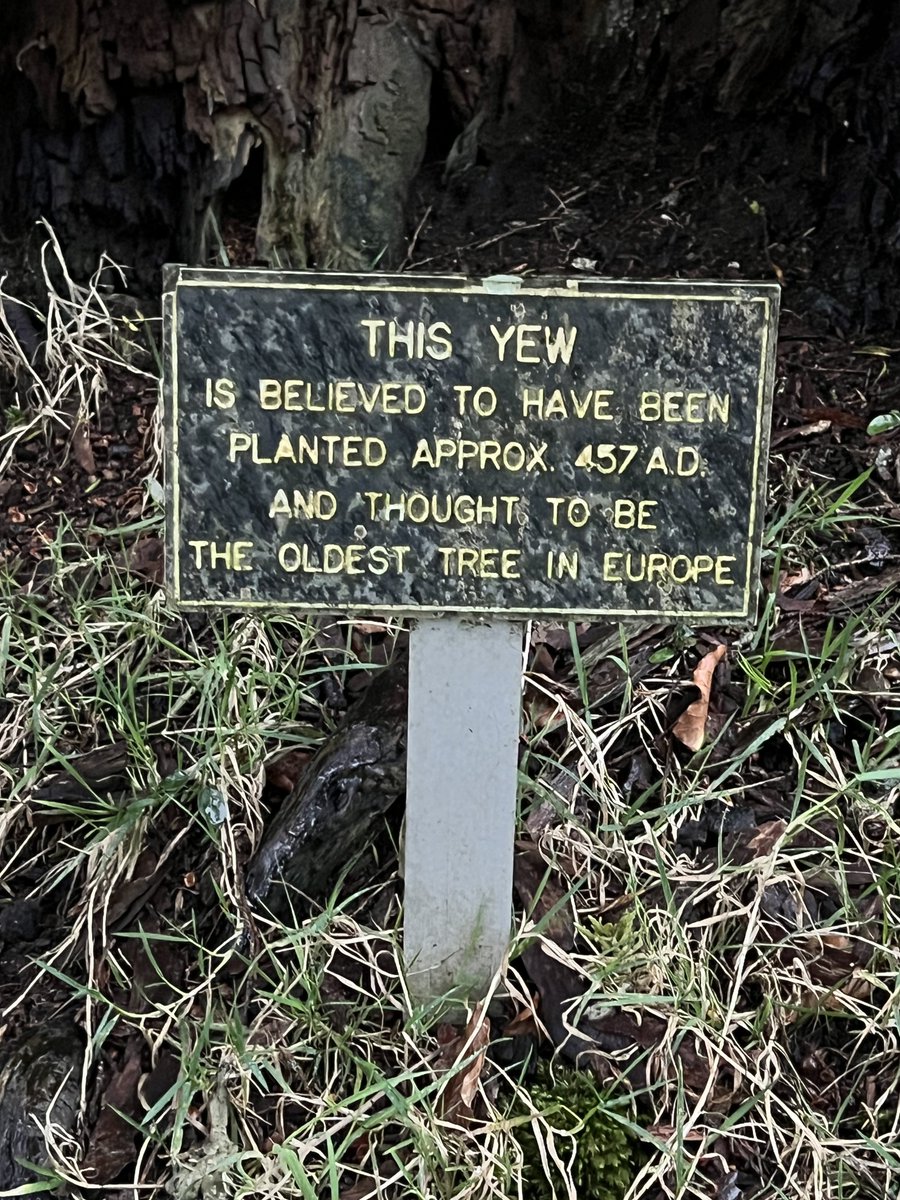 THIS YEW
IS BELIEVED TO HAVE BEEN
PLANTED APPROX. 457 A.D.
AND THOUGHT TO BE
THE OLDEST TREE IN EUROPE